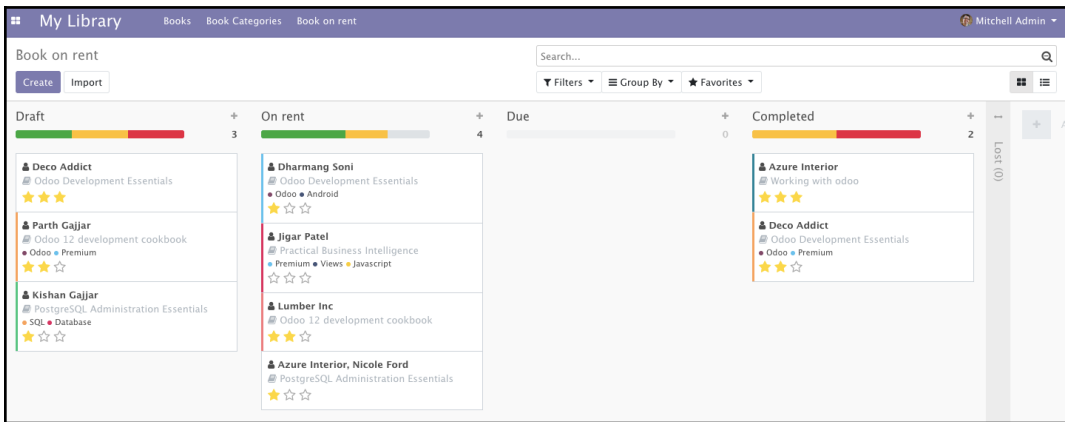 My Library Books Book Categories Book on rent Mitchell Admin
Book on rent
Search...
Create Import Filters Group By Favorites
Draft
3
Deco Addict
Odoo Development Essentials
Parth Gajjar
Odoo 12 development cookbook
Odoo Premium
Kishan Gajjar
PostgreSQL Administration Essentials
SQL Database
On rent
4
Dharmang Soni
Odoo Development Essentials
Odoo Android
Jigar Patel
Practical Business Intelligence
Premium Views Javascript
Lumber Inc
Odoo 12 development cookbook
Azure Interior, Nicole Ford
PostgreSQL Administration Essentials
Due
0
Completed
2
Azure Interior
Working with odoo
Deco Addict
Odoo Development Essentials
Odoo Premium
Lost (0)